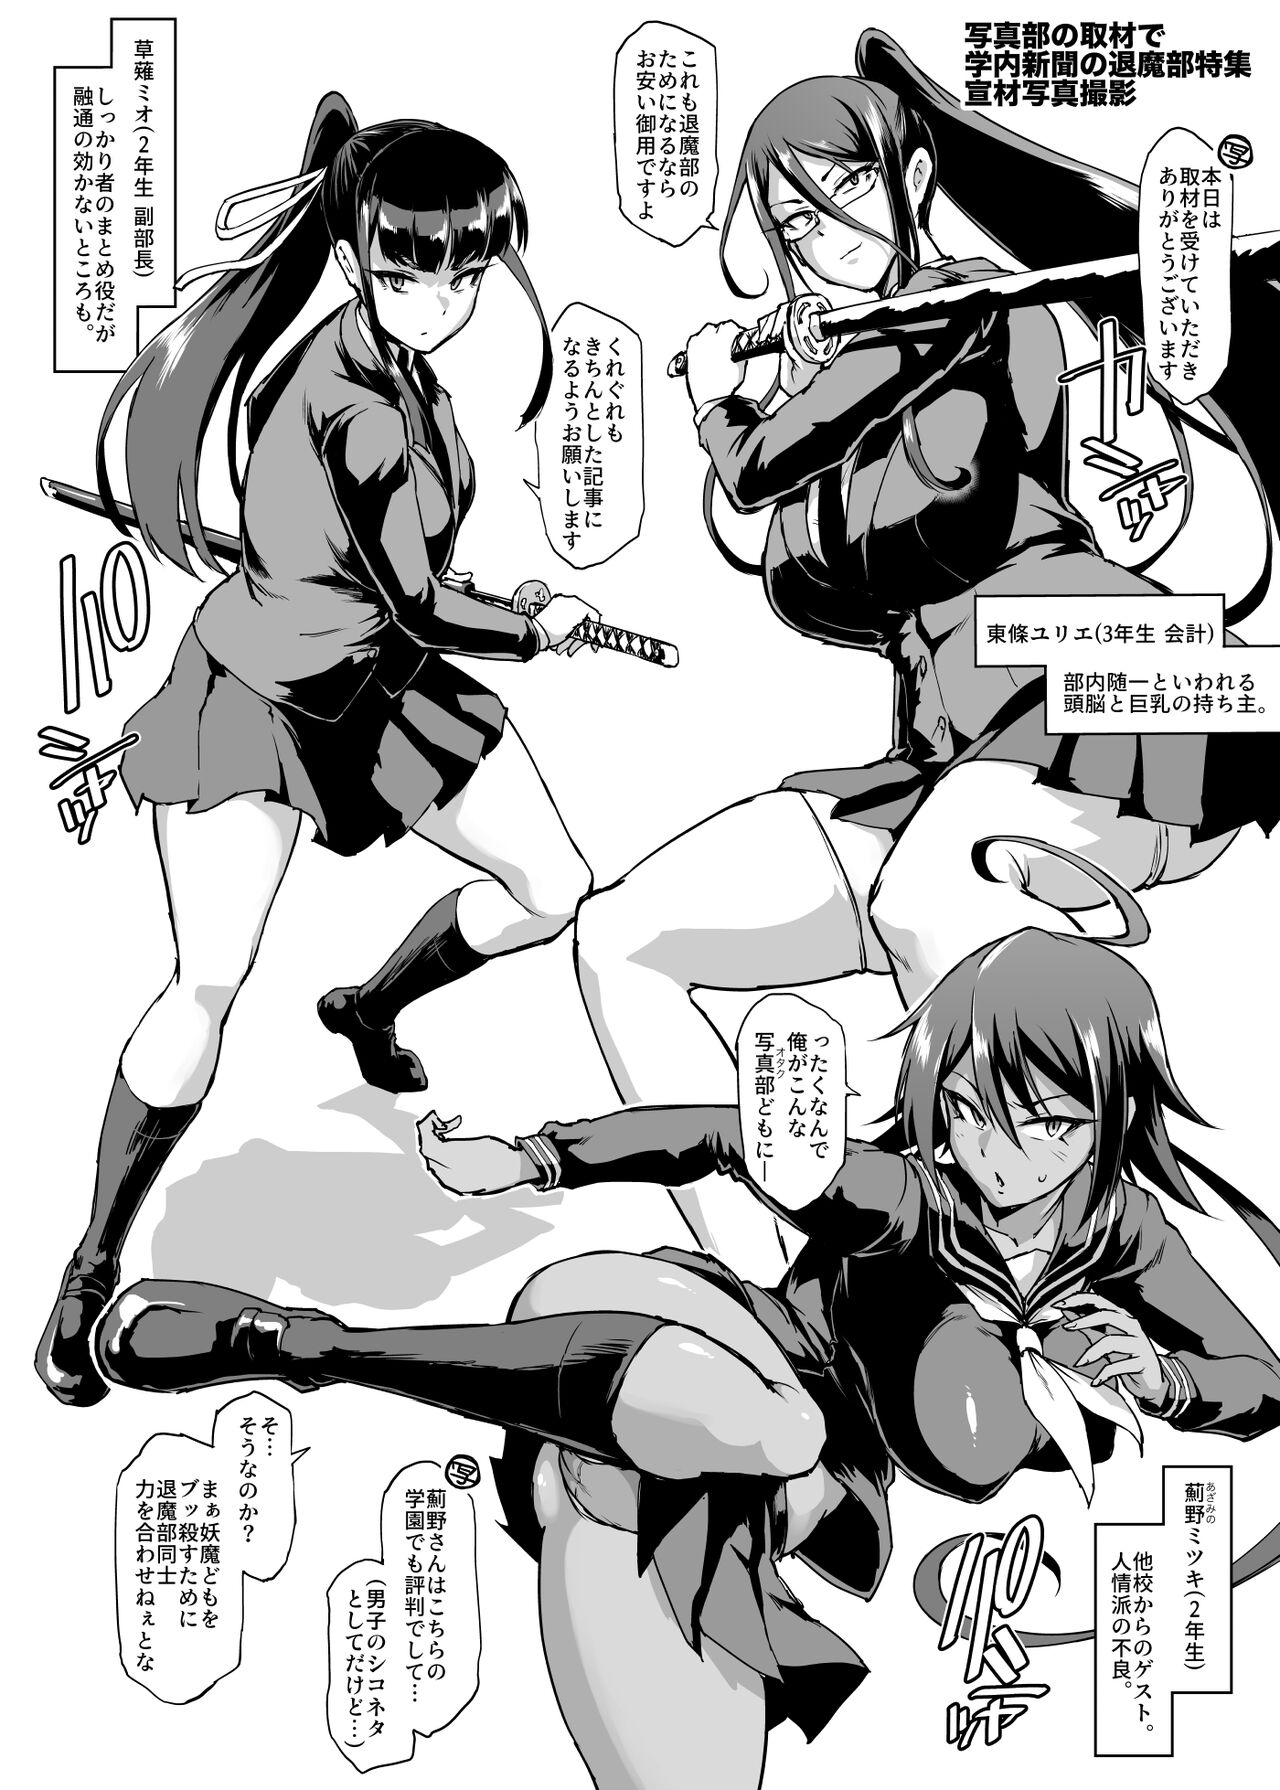 写真部の取材で
学内新聞の退魔部特集
宣材写真撮影
写
本日は
取材を受けていただき
ありがとうございます
これも退魔部の
ためになるなら
お安い御用ですよ
カ
シャッ
東條ユリエ(3年生 会計)
部内随一といわれる
頭脳と巨乳の持ち主。
草薙ミオ(2年生 副部長)
しっかり者のまとめ役だが
融通の効かないところも。
くれぐれも
きちんとした記事に
なるようお願いします
パ
シャッ
ったくなんで
俺がこんな
写真部どもに―
オタク
薊野ミツキ(2年生)
あざみの
他校からのゲスト。
人情派の不良。
パ
シャッ
写
薊野さんはこちらの
学園でも評判でして…
(男子のシコネタ
としてだけど…)
そ…
そうなのか?
まぁ妖魔どもを
ブッ殺すために
退魔部同士
力を合わせねぇとな